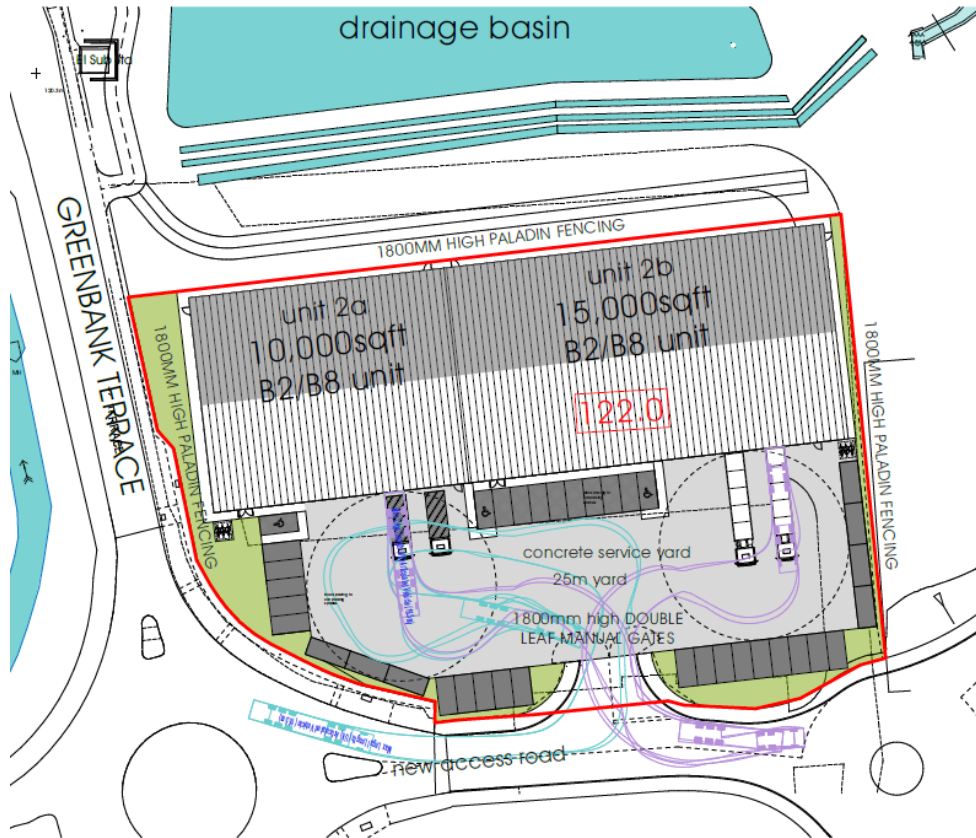 drainage basin
El Sub Sta
GREENBANK TERRACE
1800MM HIGH PALADIN FENCING
unit 2a
10,000sqft
B2/B8 unit
unit 2b
15,000sqft
B2/B8 unit
122.0
1800MM HIGH PALADIN FENCING
1800MM HIGH PALADIN FENCING
concrete service yard
25m yard
1800mm high DOUBLE
LEAF MANUAL GATES
new access road